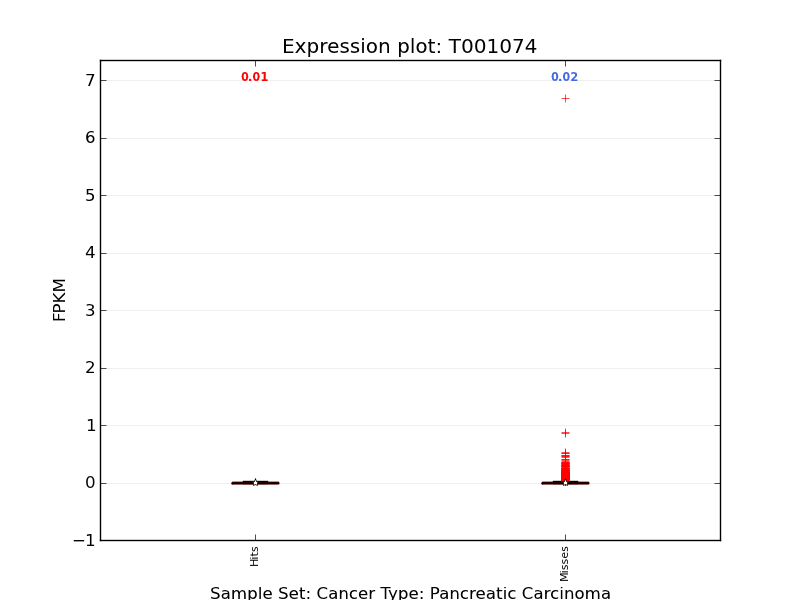 Expression plot: T001074
0.01
0.02
7
6
5
4
3
2
1
0
−1
FPKM
Hits
Misses
Sample Set: Cancer Type: Pancreatic Carcinoma